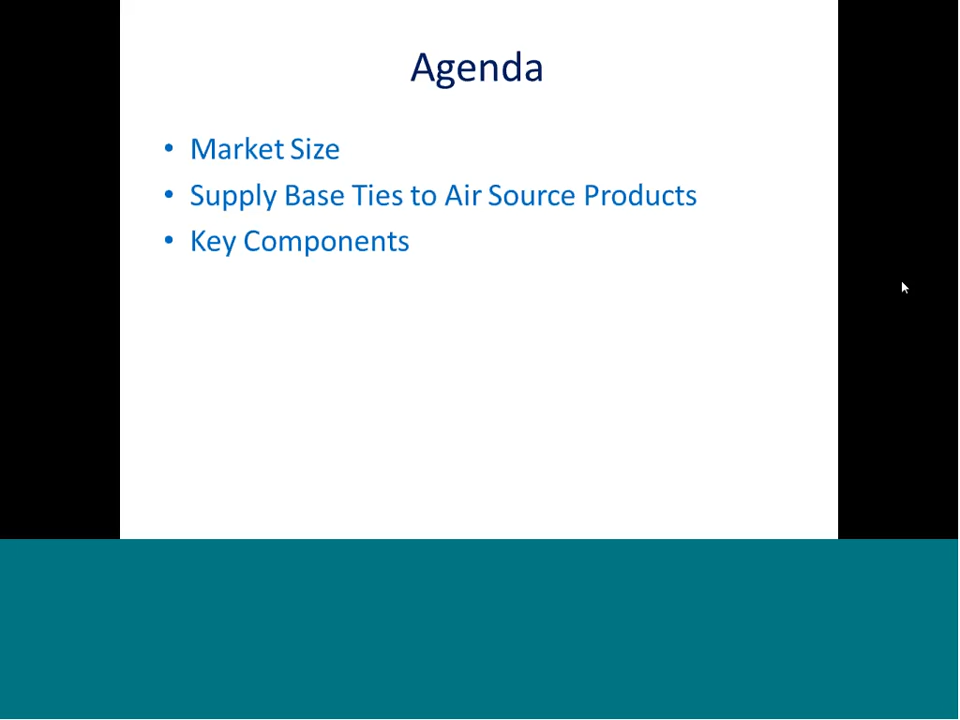 Agenda
• Market Size
• Supply Base Ties to Air Source Products
• Key Components